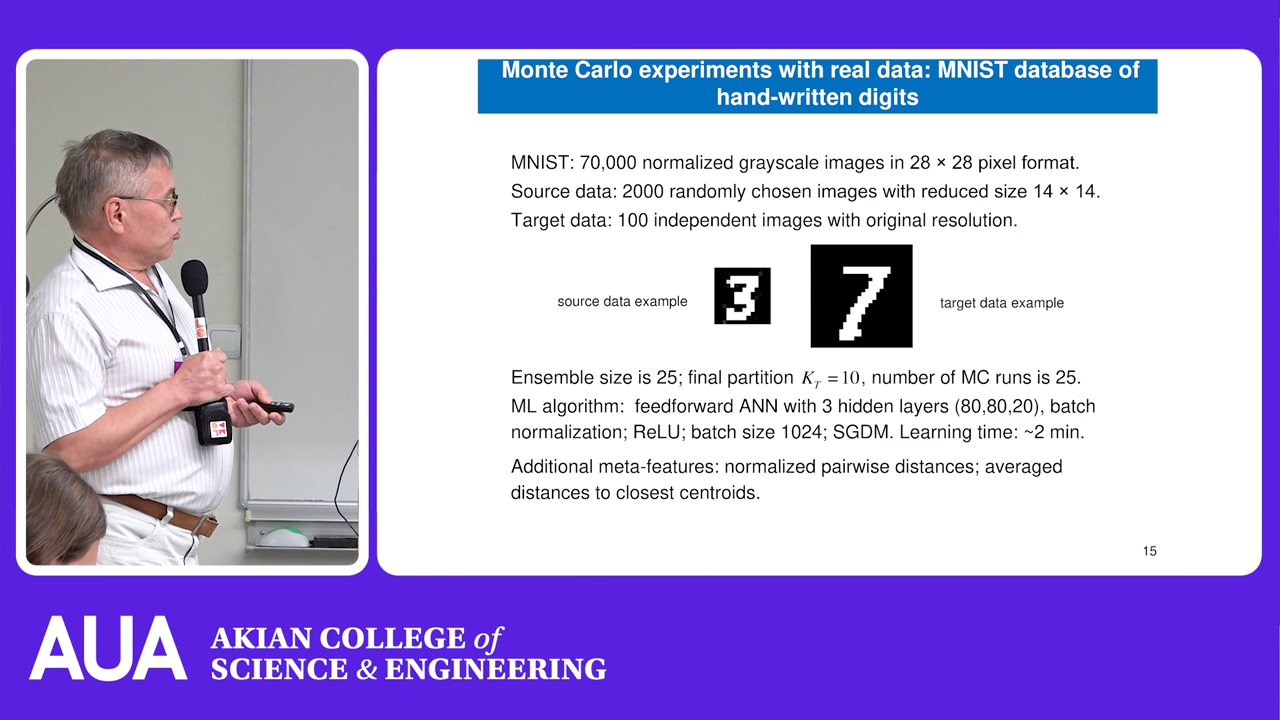 Monte Carlo experiments with real data: MNIST database of
hand-written digits
MNIST: 70,000 normalized grayscale images in 28 × 28 pixel format.
Source data: 2000 randomly chosen images with reduced size 14 × 14.
Target data: 100 independent images with original resolution.
source data example
3
7
target data example
Ensemble size is 25; final partition K_T = 10, number of MC runs is 25.
ML algorithm: feedforward ANN with 3 hidden layers (80,80,20), batch
normalization; ReLU; batch size 1024; SGDM. Learning time: ~2 min.
Additional meta-features: normalized pairwise distances; averaged
distances to closest centroids.
15
AUA
AKIAN COLLEGE of
SCIENCE & ENGINEERING